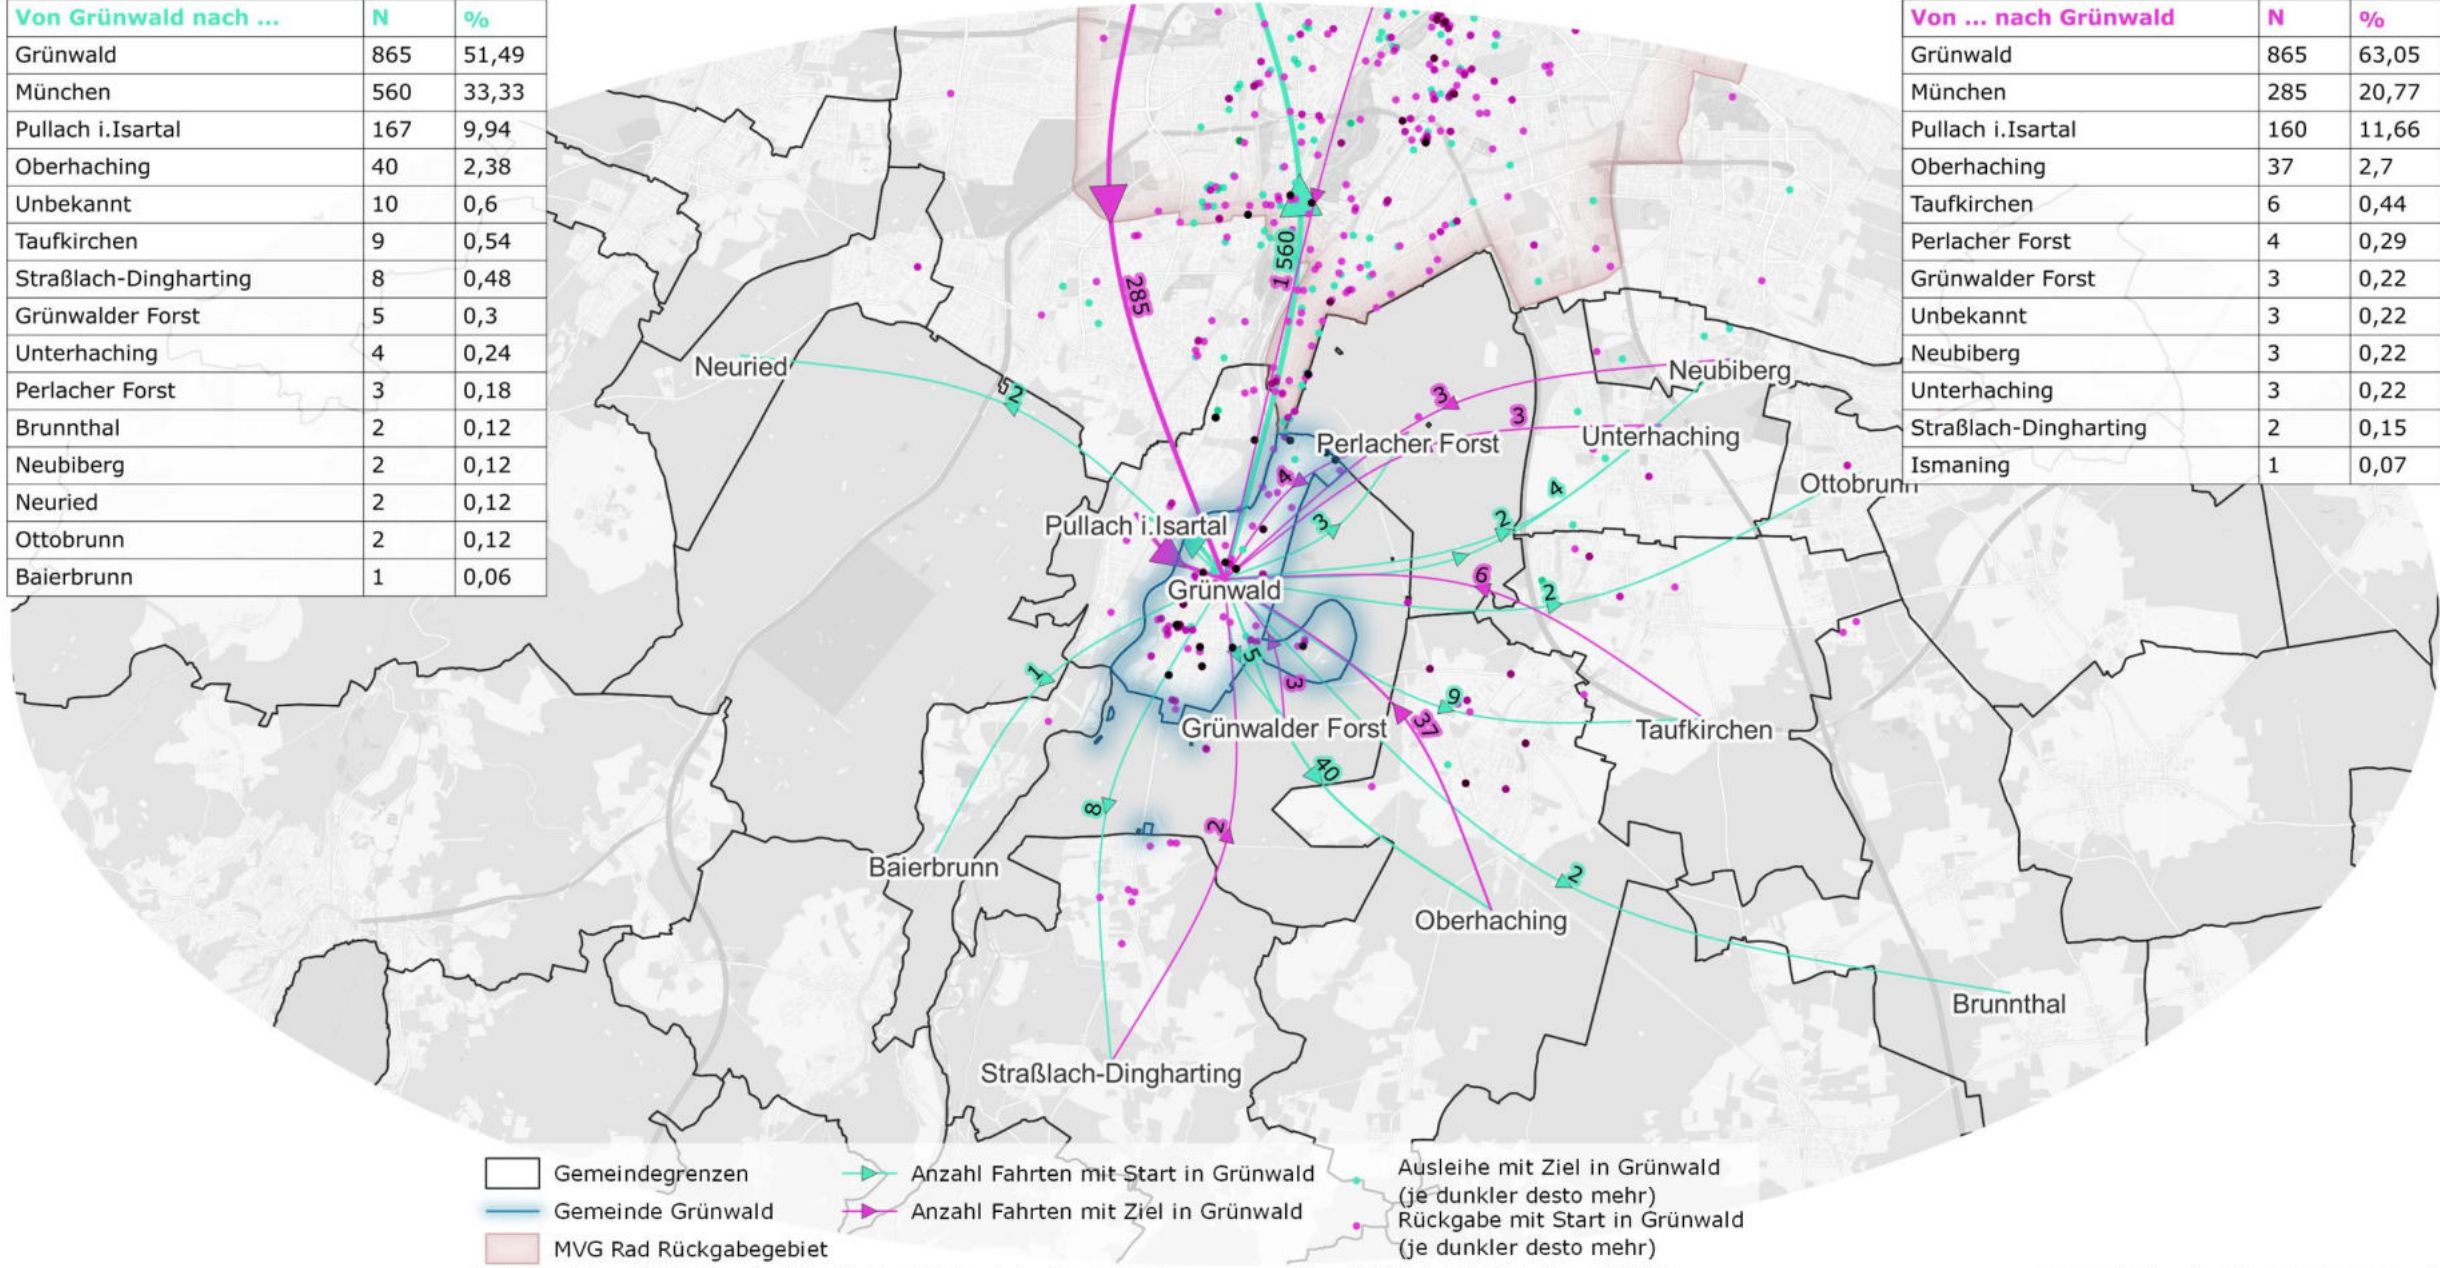 Von Grünwald nach ... N %
Grünwald 865 51,49
München 560 33,33
Pullach i.Isartal 167 9,94
Oberhaching 40 2,38
Unbekannt 10 0,6
Taufkirchen 9 0,54
Straßlach-Dingharting 8 0,48
Grünwalder Forst 5 0,3
Unterhaching 4 0,24
Perlacher Forst 3 0,18
Brunnthal 2 0,12
Neubiberg 2 0,12
Neuried 2 0,12
Ottobrunn 2 0,12
Baierbrunn 1 0,06
Von ... nach Grünwald N %
Grünwald 865 63,05
München 285 20,77
Pullach i.Isartal 160 11,66
Oberhaching 37 2,7
Taufkirchen 6 0,44
Perlacher Forst 4 0,29
Grünwalder Forst 3 0,22
Unbekannt 3 0,22
Neubiberg 3 0,22
Unterhaching 3 0,22
Straßlach-Dingharting 2 0,15
Ismaning 1 0,07
560
1
285
Neuried
Neubiberg
2
3
3
Perlacher Forst
Unterhaching
4
Ottobrunn
4
Pullach i.Isartal
3
2
Grünwald
6
2
5
1
3
9
Grünwalder Forst
37
Taufkirchen
40
8
2
Baierbrunn
2
Oberhaching
Brunnthal
Straßlach-Dingharting
Gemeindegrenzen
Gemeinde Grünwald
MVG Rad Rückgabegebiet
Anzahl Fahrten mit Start in Grünwald
Anzahl Fahrten mit Ziel in Grünwald
Ausleihe mit Ziel in Grünwald
(je dunkler desto mehr)
Rückgabe mit Start in Grünwald
(je dunkler desto mehr)